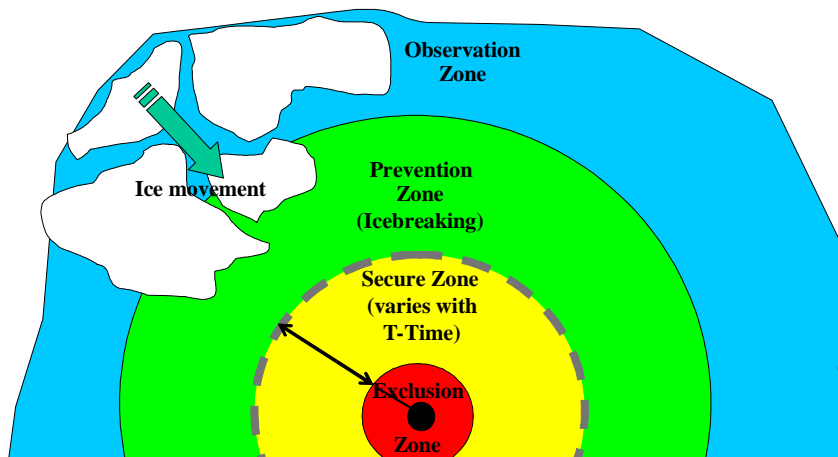 Observation
Zone
Prevention
Zone
(Icebreaking)
Ice movement
Secure Zone
(varies with
T-Time)
Exclusion
Zone